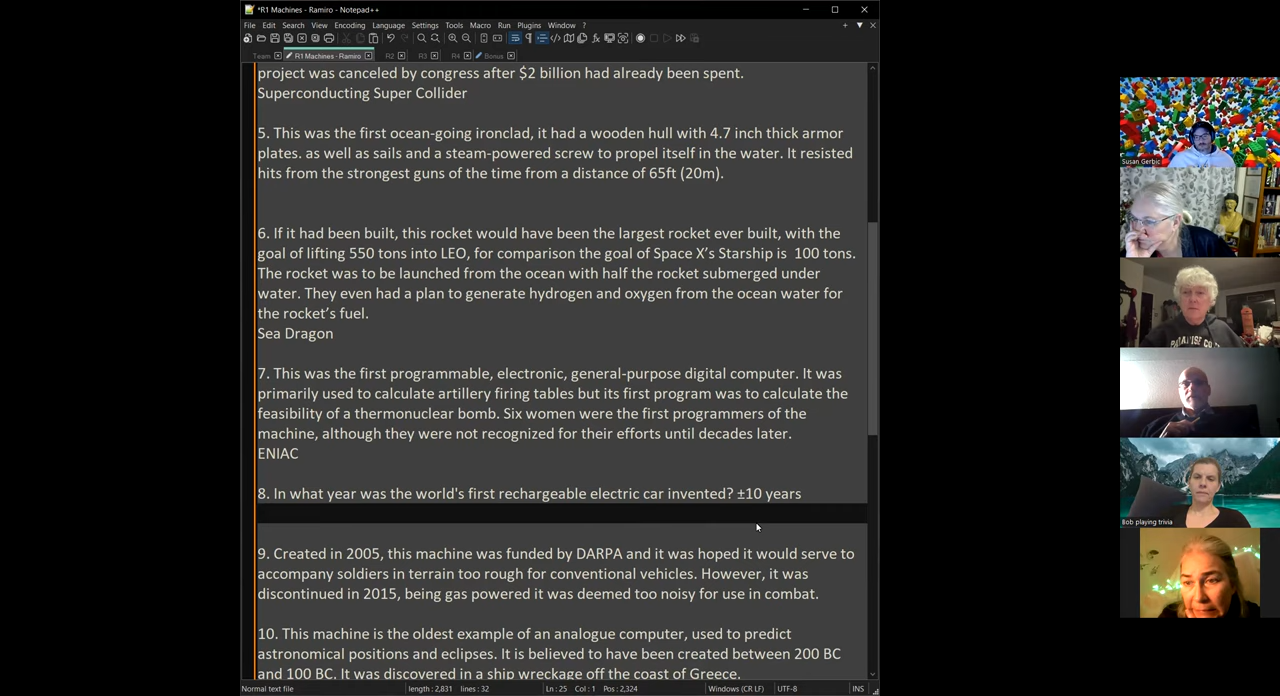 *R1 Machines - Ramiro - Notepad++
File Edit Search View Encoding Language Settings Tools Macro Run Plugins Window ?
Team R1 Machines - Ramiro R2 R3 R4 Bonus
project was canceled by congress after $2 billion had already been spent.
Superconducting Super Collider
5. This was the first ocean-going ironclad, it had a wooden hull with 4.7 inch thick armor
plates. as well as sails and a steam-powered screw to propel itself in the water. It resisted
hits from the strongest guns of the time from a distance of 65ft (20m).
6. If it had been built, this rocket would have been the largest rocket ever built, with the
goal of lifting 550 tons into LEO, for comparison the goal of Space X's Starship is  100 tons.
The rocket was to be launched from the ocean with half the rocket submerged under
water. They even had a plan to generate hydrogen and oxygen from the ocean water for
the rocket's fuel.
Sea Dragon
7. This was the first programmable, electronic, general-purpose digital computer. It was
primarily used to calculate artillery firing tables but its first program was to calculate the
feasibility of a thermonuclear bomb. Six women were the first programmers of the
machine, although they were not recognized for their efforts until decades later.
ENIAC
8. In what year was the world's first rechargeable electric car invented? ±10 years
9. Created in 2005, this machine was funded by DARPA and it was hoped it would serve to
accompany soldiers in terrain too rough for conventional vehicles. However, it was
discontinued in 2015, being gas powered it was deemed too noisy for use in combat.
10. This machine is the oldest example of an analogue computer, used to predict
astronomical positions and eclipses. It is believed to have been created between 200 BC
and 100 BC. It was discovered in a ship wreckage off the coast of Greece.
Normal text file length : 2,831 lines : 32 Ln : 25 Col : 1 Pos : 2,324 Windows (CR LF) UTF-8 INS
Susan Gerbic
Bob playing trivia